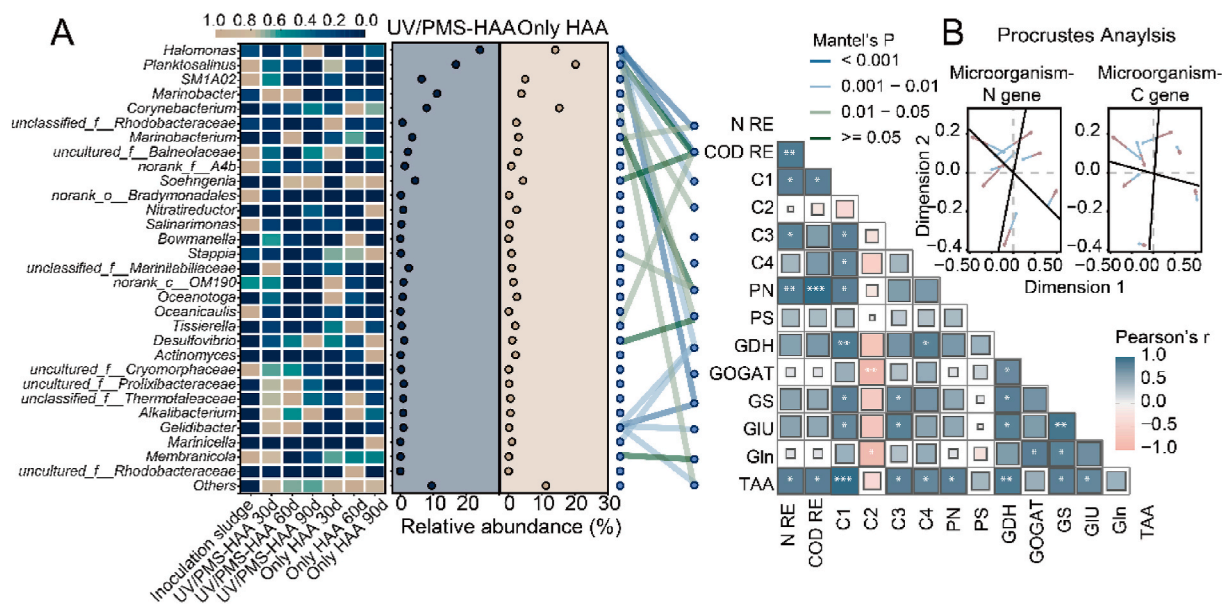 A
1.0 0.8 0.6 0.4 0.2 0.0
UV/PMS-HAA Only HAA
Halomonas
Planktosalinus
SM1A02
Marinobacter
Corynebacterium
unclassified_f__Rhodobacteraceae
Marinobacterium
uncultured_f__Balneolaceae
norank_f__A4b
Soehngenia
norank_o__Bradymonadales
Nitratireductor
Salinarimonas
Bowmanella
Stappia
unclassified_f__Marinilabiliaceae
norank_c__OM190
Oceanotoga
Oceanicaulis
Tissierella
Desulfovibrio
Actinomyces
uncultured_f__Cryomorphaceae
uncultured_f__Prolixibacteraceae
unclassified_f__Thermotaleaceae
Alkalibacterium
Gelidibacter
Marinicella
Membranicola
uncultured_f__Rhodobacteraceae
Others
Inoculation sludge
UV/PMS-HAA 30d
UV/PMS-HAA 60d
UV/PMS-HAA 90d
Only HAA 30d
Only HAA 60d
Only HAA 90d
0 10 20 0 10 20 30
Relative abundance (%)
Mantel's P
< 0.001
0.001 – 0.01
0.01 – 0.05
>= 0.05
N RE
COD RE **
C1 * *
C2
C3 * *
C4 *
PN ** *** *
PS
GDH ** *
GOGAT ** *
GS * * *
GIU * * * **
Gln * * *
TAA * * *** * * * ** * * *
N RE
COD RE
C1
C2
C3
C4
PN
PS
GDH
GOGAT
GS
GIU
Gln
TAA
B
Procrustes Anaylsis
Microorganism-
N gene
Microorganism-
C gene
Dimension 2
0.2
0.0
−0.2
−0.4
−0.50 0.00 0.50
0.2
0.0
−0.2
−0.4
−0.50 0.00 0.50
Dimension 1
Pearson's r
1.0
0.5
0.0
−0.5
−1.0